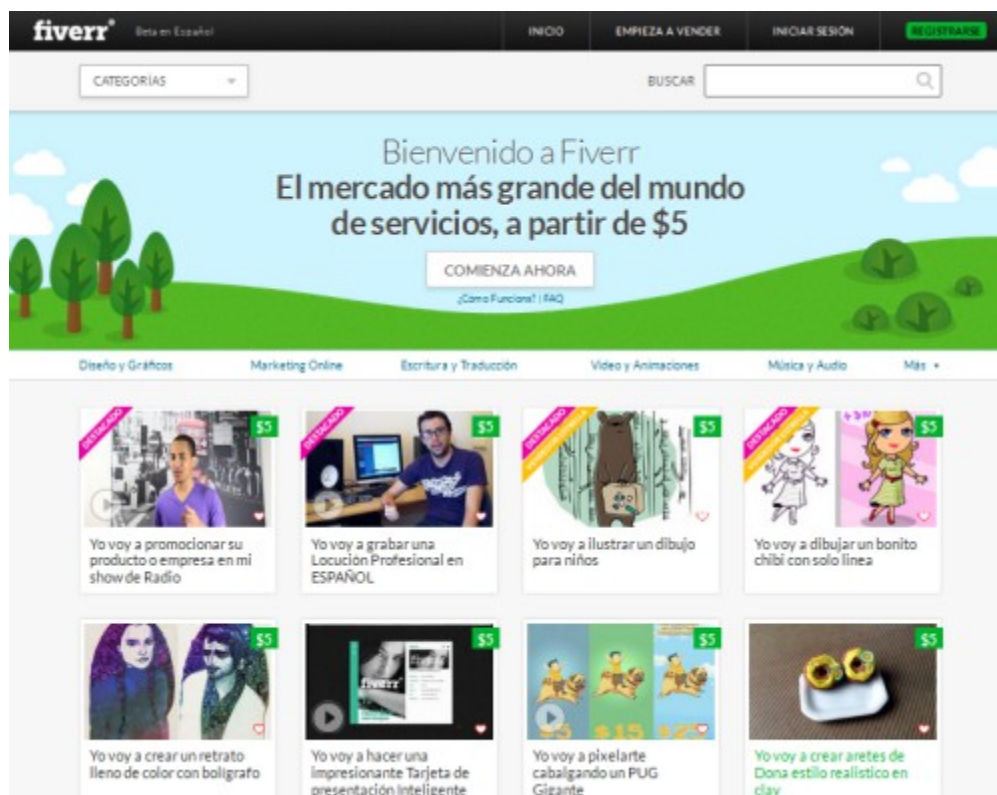 fiverr®
Beta en Español
INICIO
EMPIEZA A VENDER
INICIAR SESIÓN
REGISTRARSE
CATEGORÍAS
BUSCAR
Bienvenido a Fiverr
El mercado más grande del mundo
de servicios, a partir de $5
COMIENZA AHORA
¿Como Funciona? | FAQ
Diseño y Gráficos
Marketing Online
Escritura y Traducción
Video y Animaciones
Música y Audio
Más
DESTACADO
$5
Yo voy a promocionar su
producto o empresa en mi
show de Radio
DESTACADO
$5
Yo voy a grabar una
Locución Profesional en
ESPAÑOL
DESTACADO
$5
Yo voy a ilustrar un dibujo
para niños
DESTACADO
+$10
$5
Yo voy a dibujar un bonito
chibi con solo linea
$5
Yo voy a crear un retrato
lleno de color con bolígrafo
fiverr
$5
Yo voy a hacer una
impresionante Tarjeta de
presentación Inteligente
$5
$5 $15 $25
Yo voy a pixelarte
cabalgando un PUG
Gigante
$5
Yo voy a crear aretes de
Dona estilo realistico en
clay